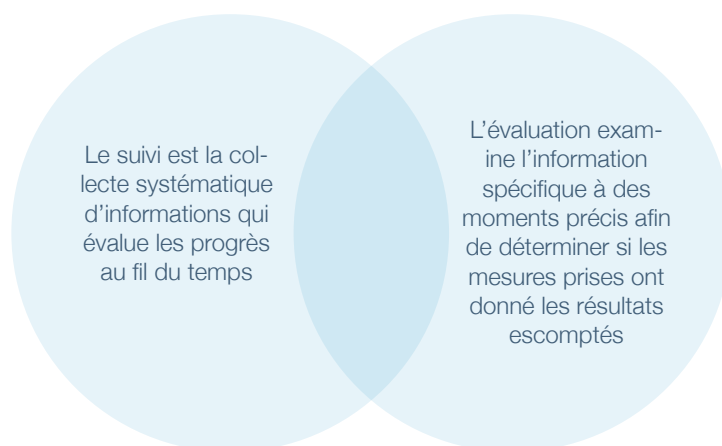 Le suivi est la col-
lecte systématique
d’informations qui
évalue les progrès
au fil du temps
L’évaluation exam-
ine l’information
spécifique à des
moments précis afin
de déterminer si les
mesures prises ont
donné les résultats
escomptés